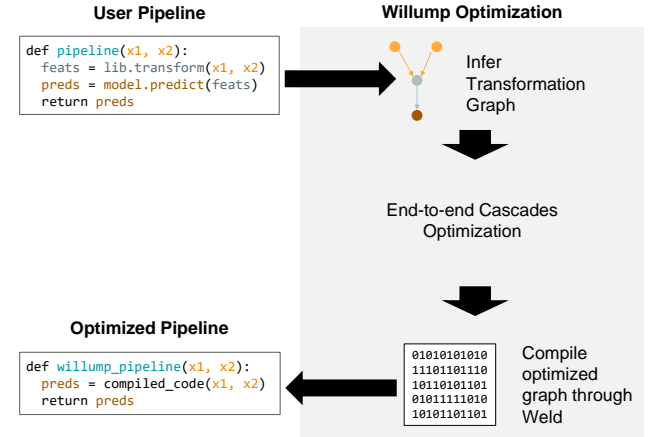 User Pipeline
Willump Optimization
def pipeline(x1, x2):
feats = lib.transform(x1, x2)
preds = model.predict(feats)
return preds
Infer
Transformation
Graph
End-to-end Cascades
Optimization
Optimized Pipeline
def willump_pipeline(x1, x2):
preds = compiled_code(x1, x2)
return preds
01010101010
11101101110
10110101101
01011111010
10101101101
Compile
optimized
graph through
Weld